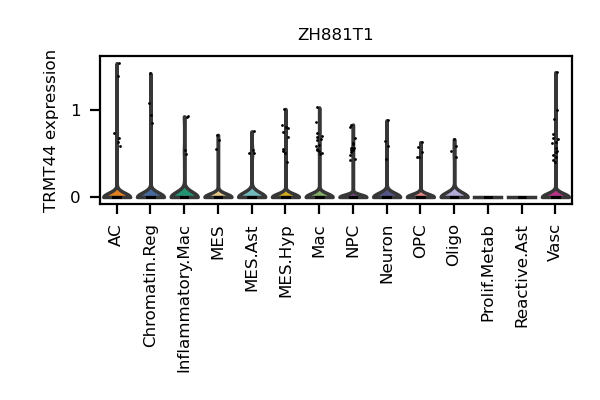 ZH881T1
TRMT44 expression
1
0
AC
Chromatin.Reg
Inflammatory.Mac
MES
MES.Ast
MES.Hyp
Mac
NPC
Neuron
OPC
Oligo
Prolif.Metab
Reactive.Ast
Vasc